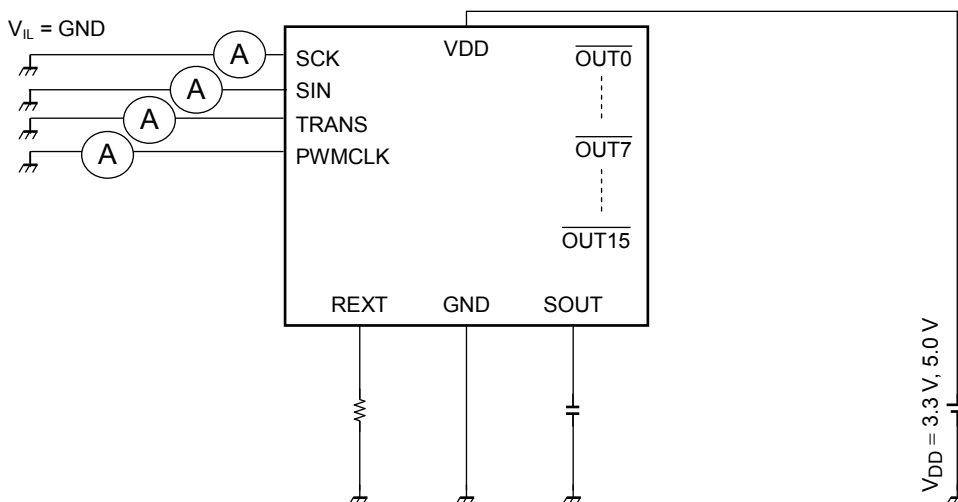 V_IL = GND
A
SCK
A
SIN
A
TRANS
A
PWMCLK
VDD
OUT0
OUT7
OUT15
REXT
GND
SOUT
V_DD = 3.3 V, 5.0 V